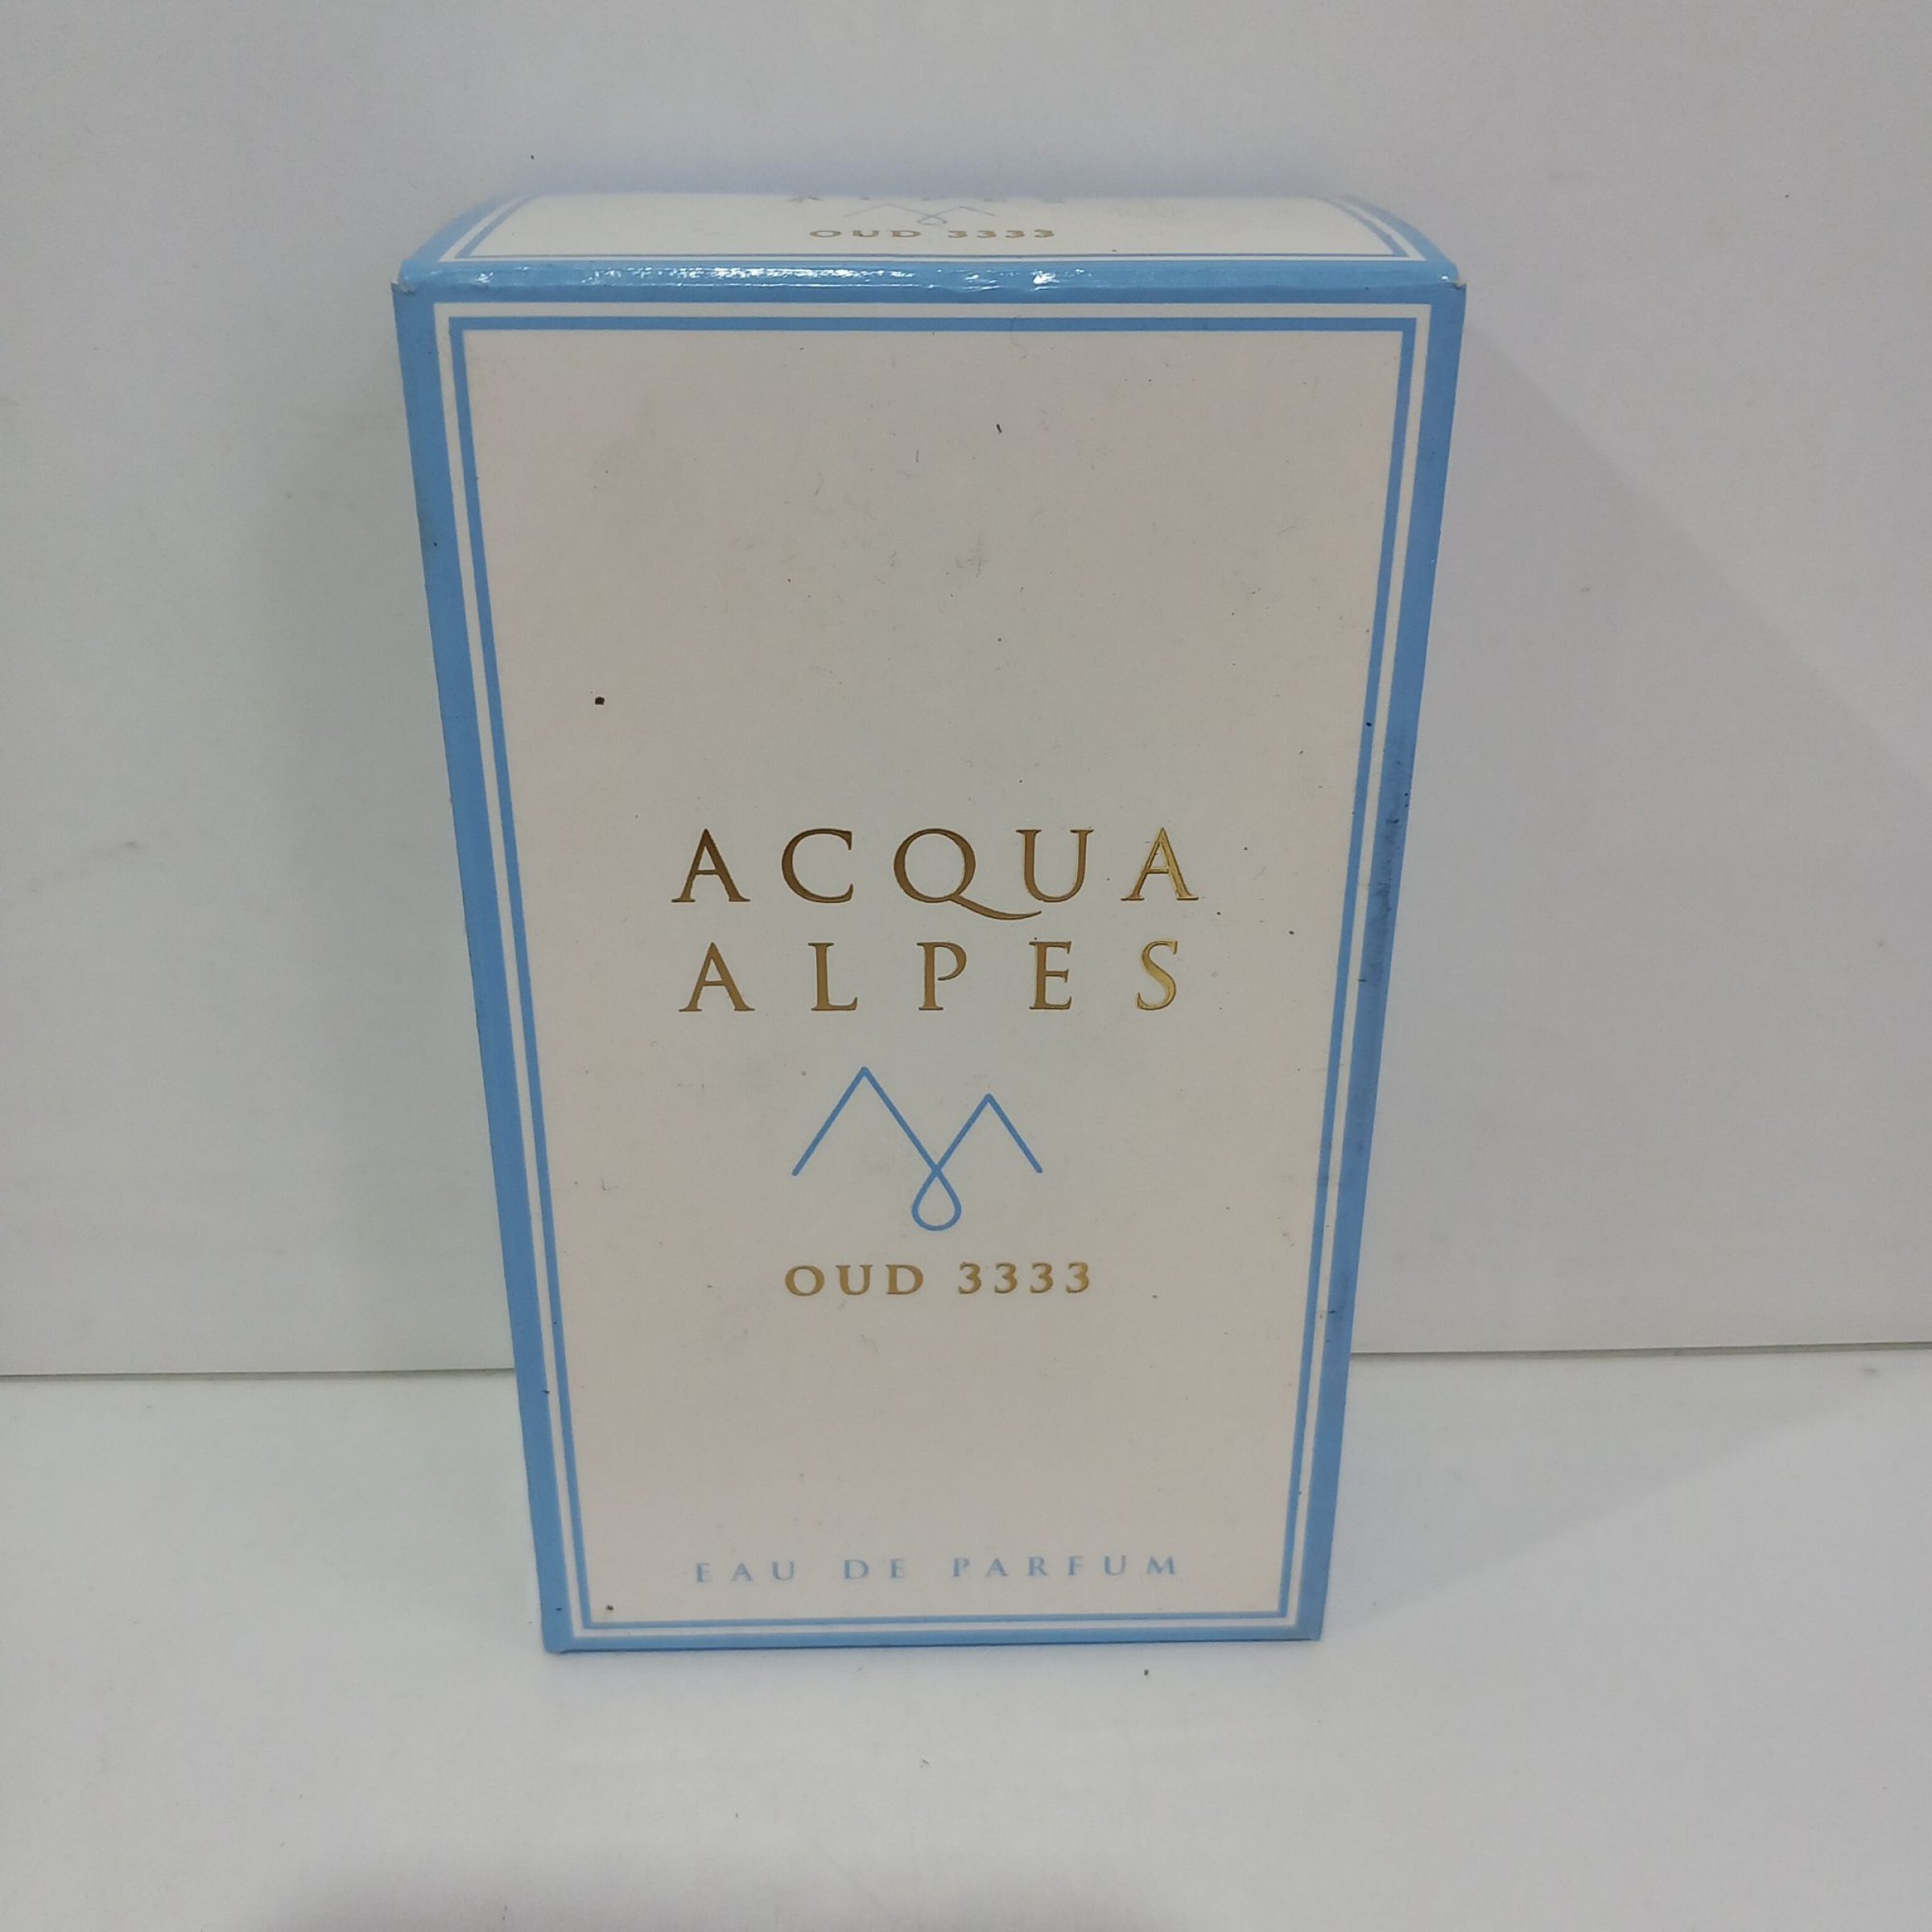 OUD 3333
ACQUA
ALPES
OUD 3333
EAU DE PARFUM